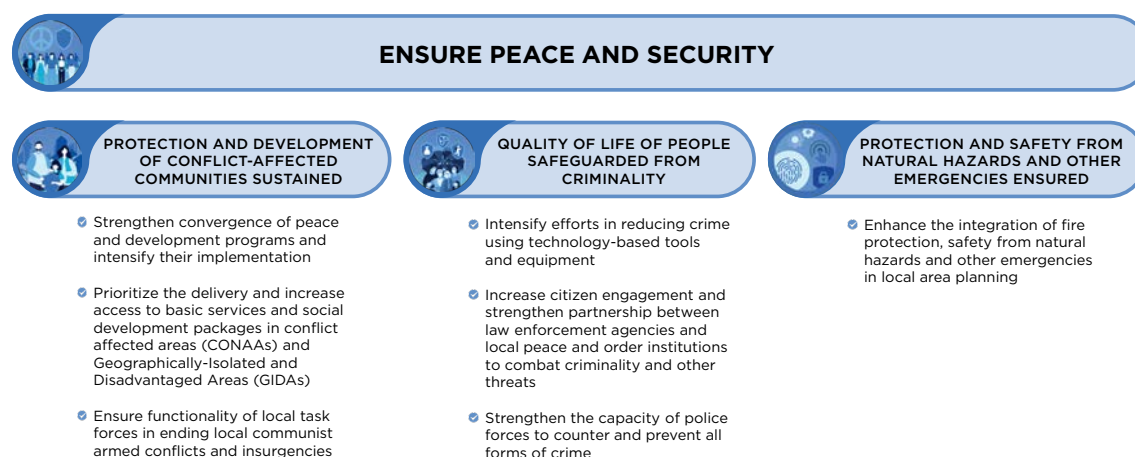 ENSURE PEACE AND SECURITY
PROTECTION AND DEVELOPMENT
OF CONFLICT-AFFECTED
COMMUNITIES SUSTAINED
Strengthen convergence of peace
and development programs and
intensify their implementation
Prioritize the delivery and increase
access to basic services and social
development packages in conflict
affected areas (CONAAs) and
Geographically-Isolated and
Disadvantaged Areas (GIDAs)
Ensure functionality of local task
forces in ending local communist
armed conflicts and insurgencies
QUALITY OF LIFE OF PEOPLE
SAFEGUARDED FROM
CRIMINALITY
Intensify efforts in reducing crime
using technology-based tools
and equipment
Increase citizen engagement and
strengthen partnership between
law enforcement agencies and
local peace and order institutions
to combat criminality and other
threats
Strengthen the capacity of police
forces to counter and prevent all
forms of crime
PROTECTION AND SAFETY FROM
NATURAL HAZARDS AND OTHER
EMERGENCIES ENSURED
Enhance the integration of fire
protection, safety from natural
hazards and other emergencies
in local area planning